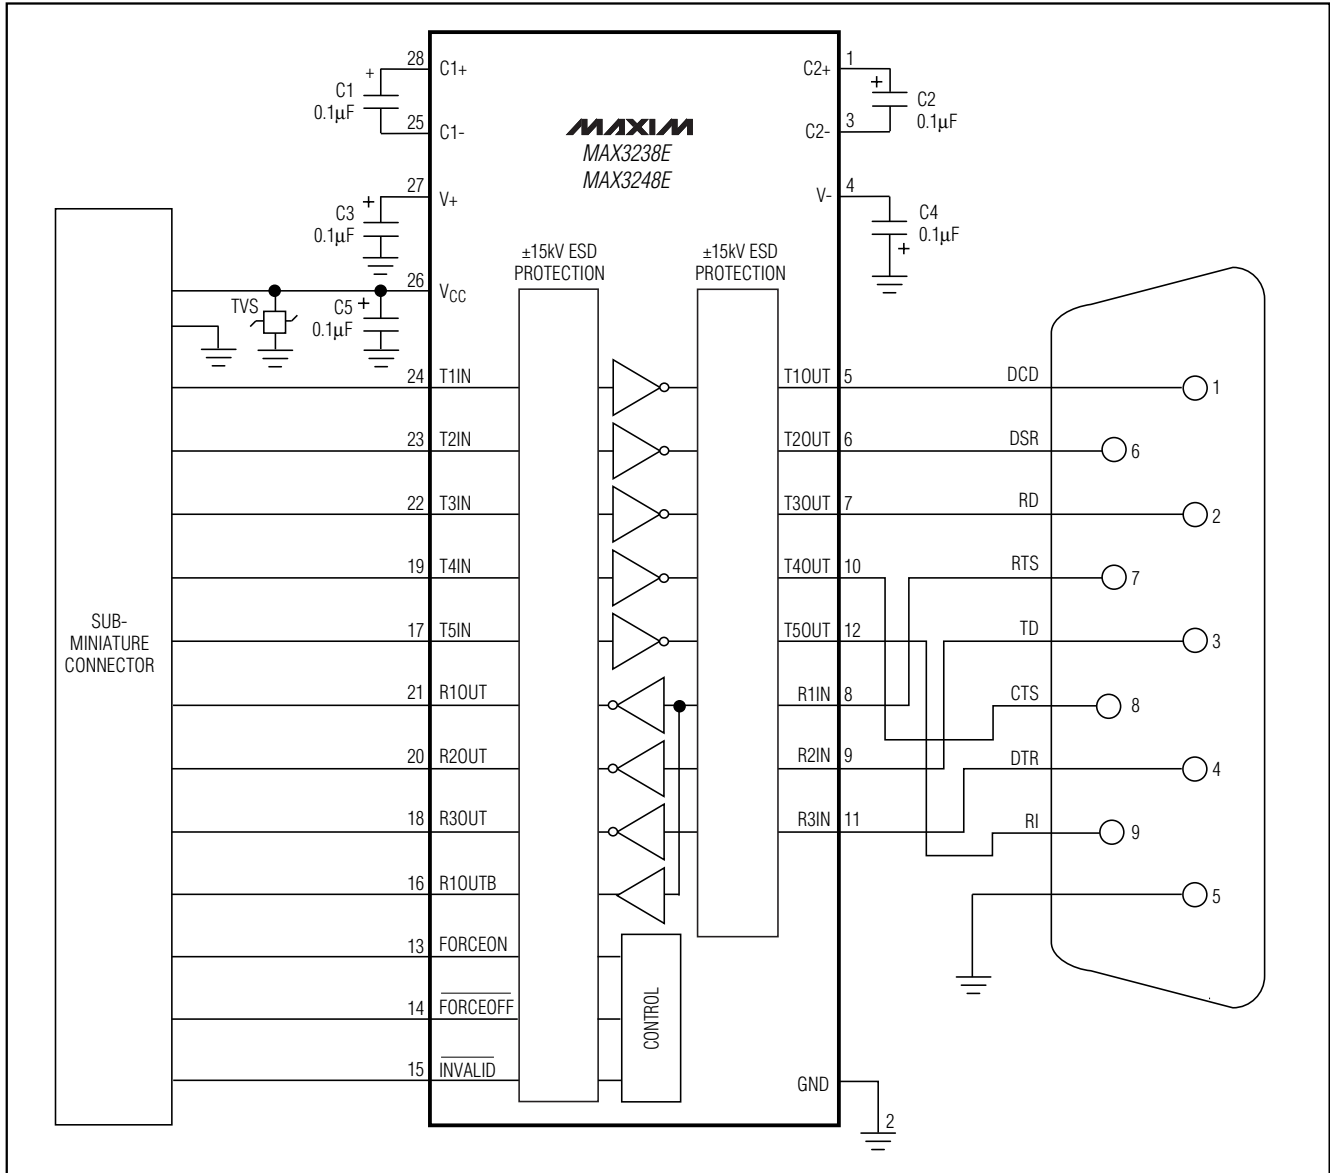 28
C1+
+
C1
0.1μF
25
C1-
C2+
1
+
C2
0.1μF
C2-
3
MAXIM
MAX3238E
MAX3248E
27
V+
+
C3
0.1μF
V-
4
C4
0.1μF
+
±15kV ESD
PROTECTION
±15kV ESD
PROTECTION
26
VCC
TVS
C5
+
0.1μF
24
T1IN
T1OUT
5
DCD
1
23
T2IN
T2OUT
6
DSR
6
22
T3IN
T3OUT
7
RD
2
19
T4IN
T4OUT
10
RTS
7
SUB-
MINIATURE
CONNECTOR
17
T5IN
T5OUT
12
TD
3
21
R1OUT
R1IN
8
CTS
8
20
R2OUT
R2IN
9
DTR
4
18
R3OUT
R3IN
11
RI
9
16
R1OUTB
5
13
FORCEON
14
FORCEOFF
CONTROL
15
INVALID
GND
2